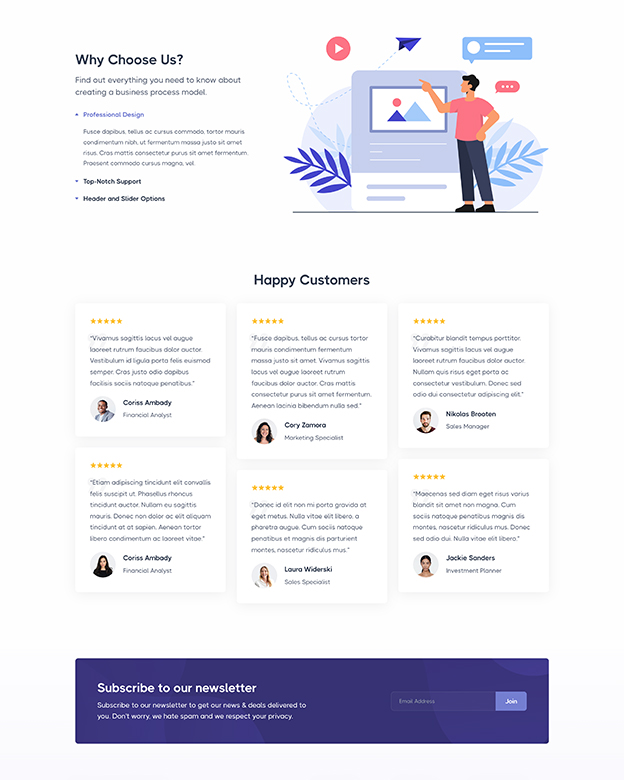 Why Choose Us?
Find out everything you need to know about
creating a business process model.
Professional Design
Fusce dapibus, tellus ac cursus commodo, tortor mauris
condimentum nibh, ut fermentum massa justo sit amet
risus. Cras mattis consectetur purus sit amet fermentum.
Praesent commodo cursus magna, vel.
Top-Notch Support
Header and Slider Options
Happy Customers
"Vivamus sagittis lacus vel augue
laoreet rutrum faucibus dolor auctor.
Vestibulum id ligula porta felis euismod
semper. Cras justo odio dapibus
facilisis sociis natoque penatibus."
Coriss Ambady
Financial Analyst
"Fusce dapibus, tellus ac cursus tortor
mauris condimentum fermentum
massa justo sit amet. Vivamus sagittis
lacus vel augue laoreet rutrum
faucibus dolor auctor. Cras mattis
consectetur purus sit amet fermentum.
Aenean lacinia bibendum nulla sed."
Cory Zamora
Marketing Specialist
"Curabitur blandit tempus porttitor.
Vivamus sagittis lacus vel augue
laoreet rutrum faucibus dolor auctor.
Nullam quis risus eget porta ac
consectetur vestibulum. Donec sed
odio dui consectetur adipiscing elit."
Nikolas Brooten
Sales Manager
"Etiam adipiscing tincidunt elit convallis
felis suscipit ut. Phasellus rhoncus
tincidunt auctor. Nullam eu sagittis
mauris. Donec non dolor ac elit aliquam
tincidunt at at sapien. Aenean tortor
libero condimentum ac laoreet vitae."
Coriss Ambady
Financial Analyst
"Donec id elit non mi porta gravida at
eget metus. Nulla vitae elit libero, a
pharetra augue. Cum sociis natoque
penatibus et magnis dis parturient
montes, nascetur ridiculus mus."
Laura Widerski
Sales Specialist
"Maecenas sed diam eget risus varius
blandit sit amet non magna. Cum
sociis natoque penatibus magnis dis
montes, nascetur ridiculus mus. Donec
sed odio dui. Nulla vitae elit libero."
Jackie Sanders
Investment Planner
Subscribe to our newsletter
Subscribe to our newsletter to get our news & deals delivered to
you. Don't worry, we hate spam and we respect your privacy.
Email Address
Join